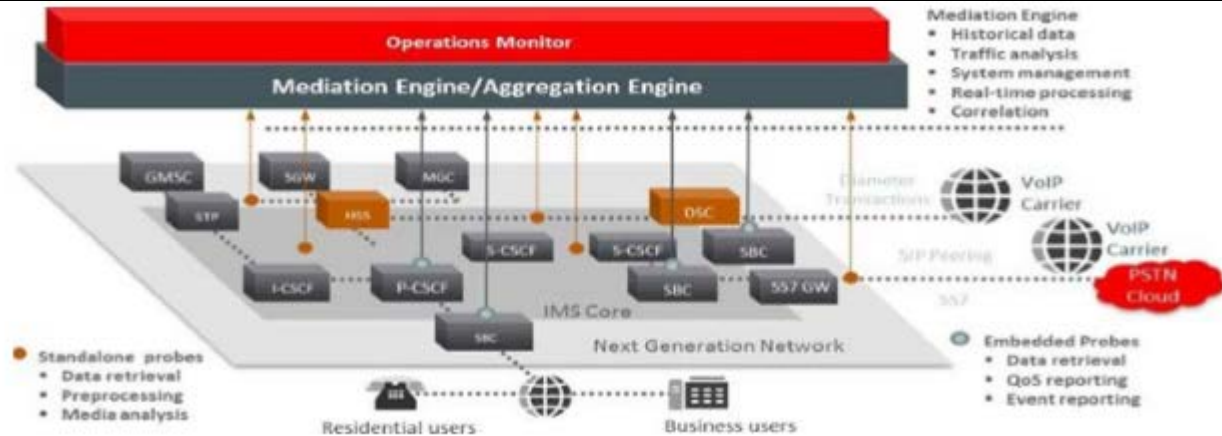 Operations Monitor
Mediation Engine/Aggregation Engine
Mediation Engine
▪ Historical data
▪ Traffic analysis
▪ System management
▪ Real-time processing
▪ Correlation
GMSC
SGW
MGC
STP
HSS
DSC
S-CSCF
S-CSCF
SBC
I-CSCF
P-CSCF
SBC
SS7 GW
SBC
IMS Core
Next Generation Network
Diameter
Transactions
VoIP
Carrier
VoIP
Carrier
SIP Peering
SS7
PSTN
Cloud
Standalone probes
▪ Data retrieval
▪ Preprocessing
▪ Media analysis
Residential users
Business users
Embedded Probes
▪ Data retrieval
▪ QoS reporting
▪ Event reporting